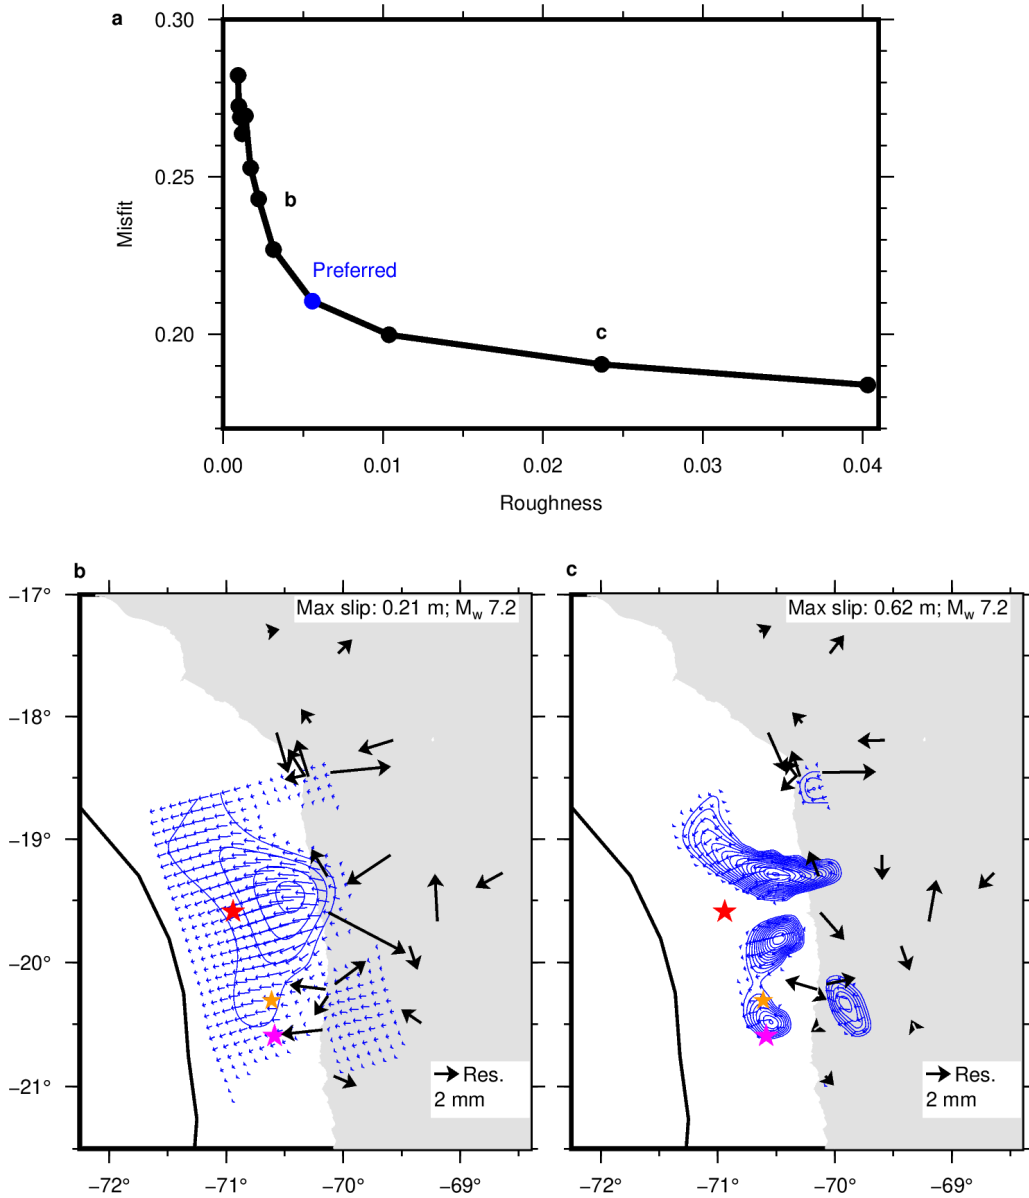 a
0.30
0.25
0.20
Misfit
b
Preferred
c
0.00 0.01 0.02 0.03 0.04
Roughness
b
Max slip: 0.21 m; Mw 7.2
−17°
−18°
−19°
−20°
−21°
Res.
2 mm
−72° −71° −70° −69°
c
Max slip: 0.62 m; Mw 7.2
Res.
2 mm
−72° −71° −70° −69°